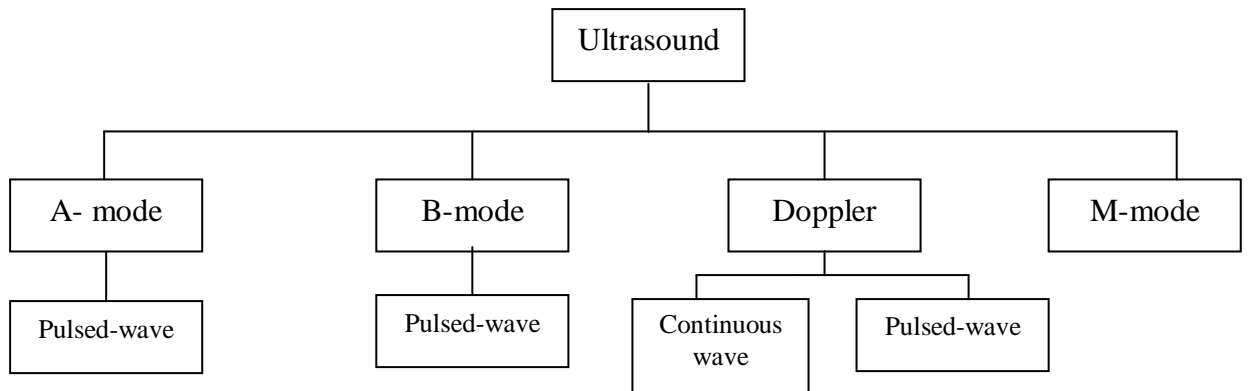 Ultrasound
A- mode
B-mode
Doppler
M-mode
Pulsed-wave
Pulsed-wave
Continuous
wave
Pulsed-wave